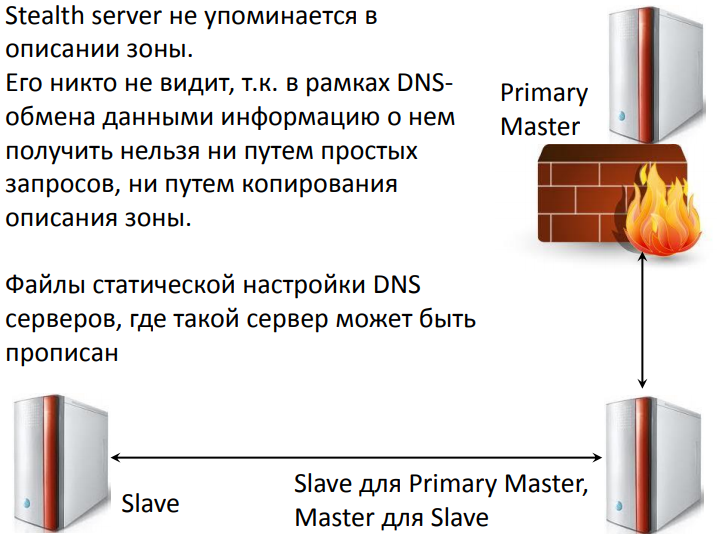 Stealth server не упоминается в
описании зоны.
Его никто не видит, т.к. в рамках DNS-
обмена данными информацию о нем
получить нельзя ни путем простых
запросов, ни путем копирования
описания зоны.
Primary
Master
Файлы статической настройки DNS
серверов, где такой сервер может быть
прописан
Slave
Slave для Primary Master,
Master для Slave